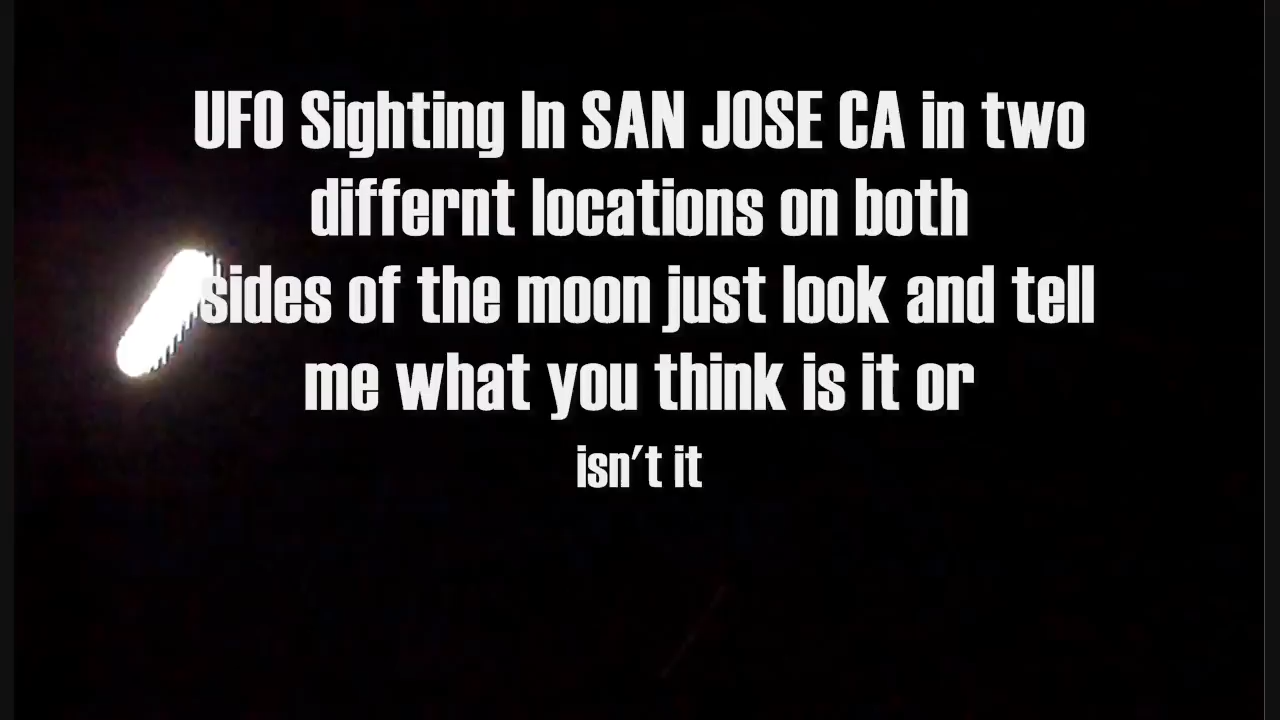 UFO Sighting In SAN JOSE CA in two
differnt locations on both
sides of the moon just look and tell
me what you think is it or
isn't it